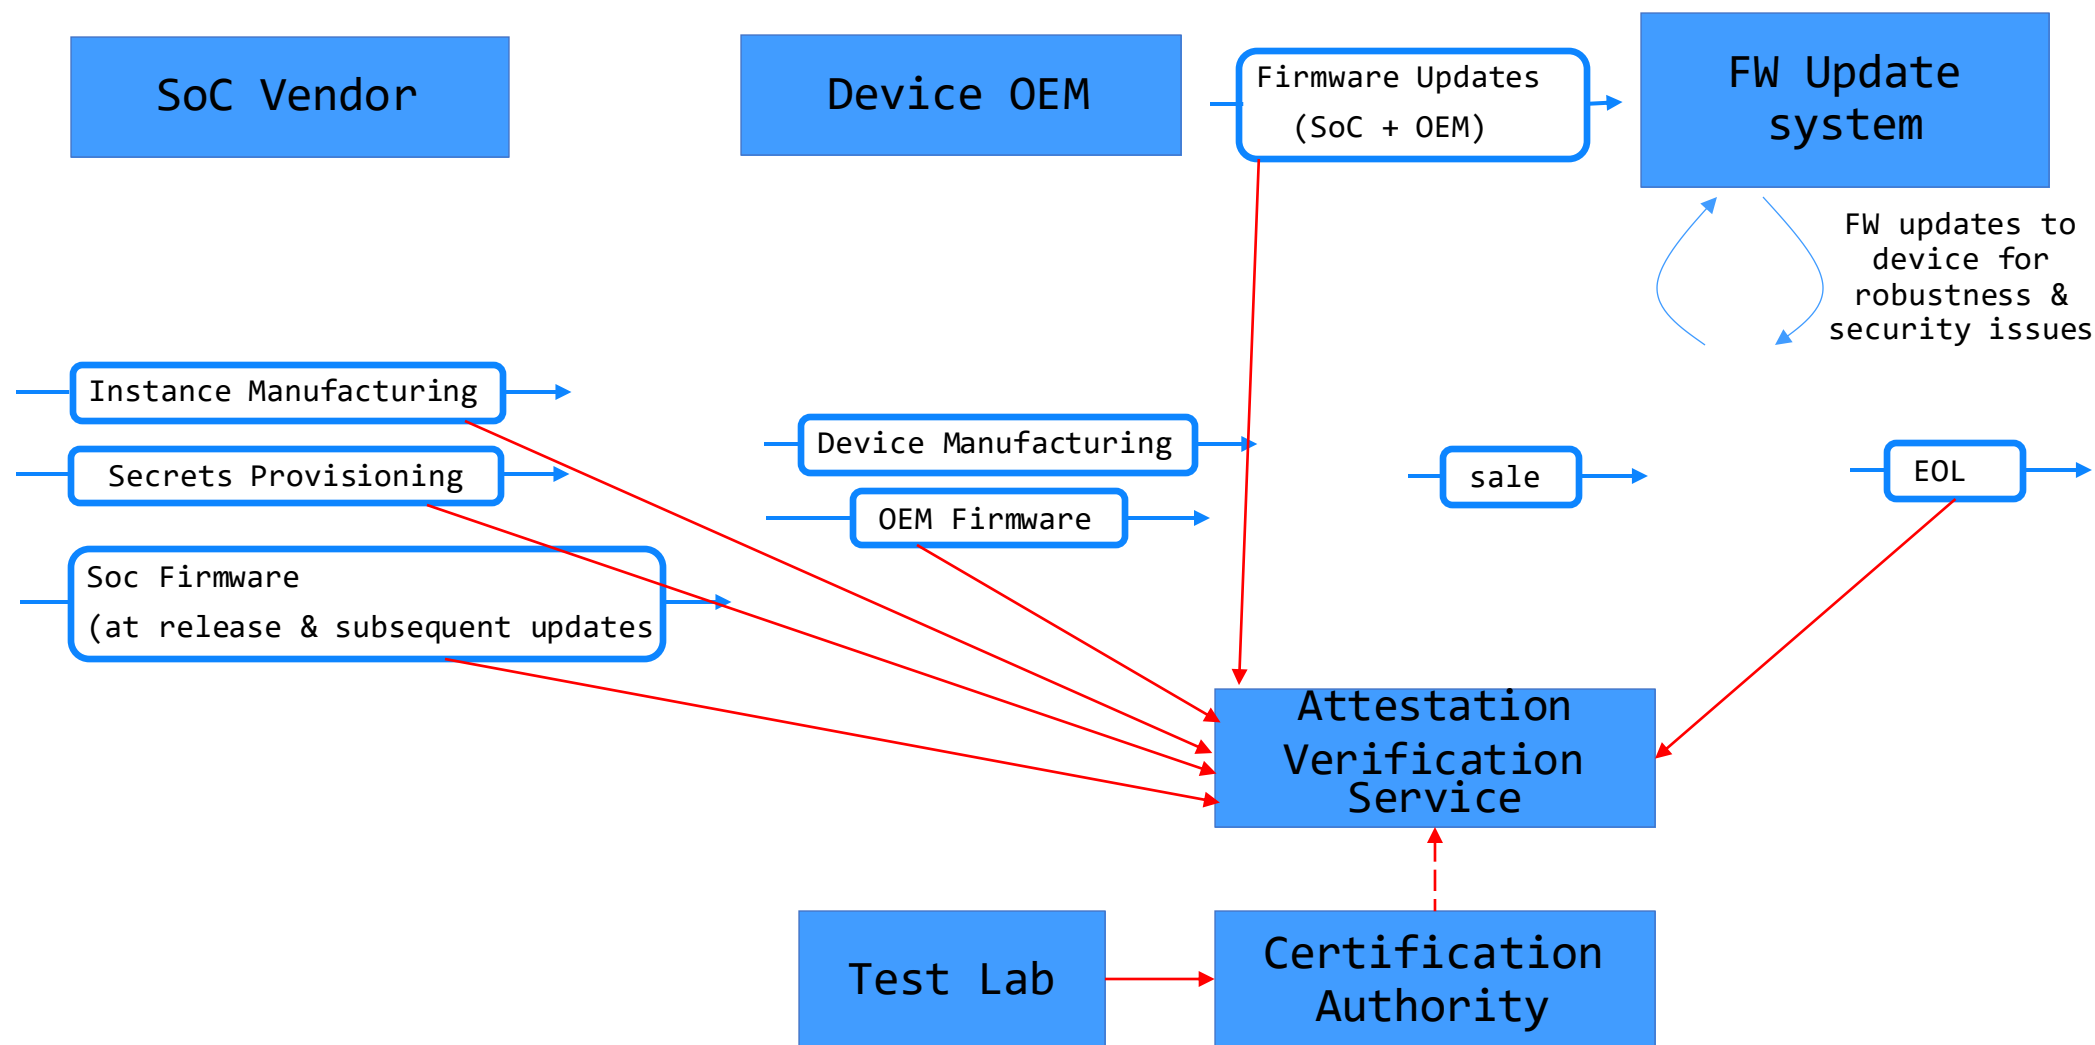 SoC Vendor
Device OEM
Firmware Updates
(SoC + OEM)
FW Update
system
FW updates to
device for
robustness &
security issues
Instance Manufacturing
Secrets Provisioning
Soc Firmware
(at release & subsequent updates
Device Manufacturing
OEM Firmware
sale
EOL
Attestation
Verification
Service
Test Lab
Certification
Authority